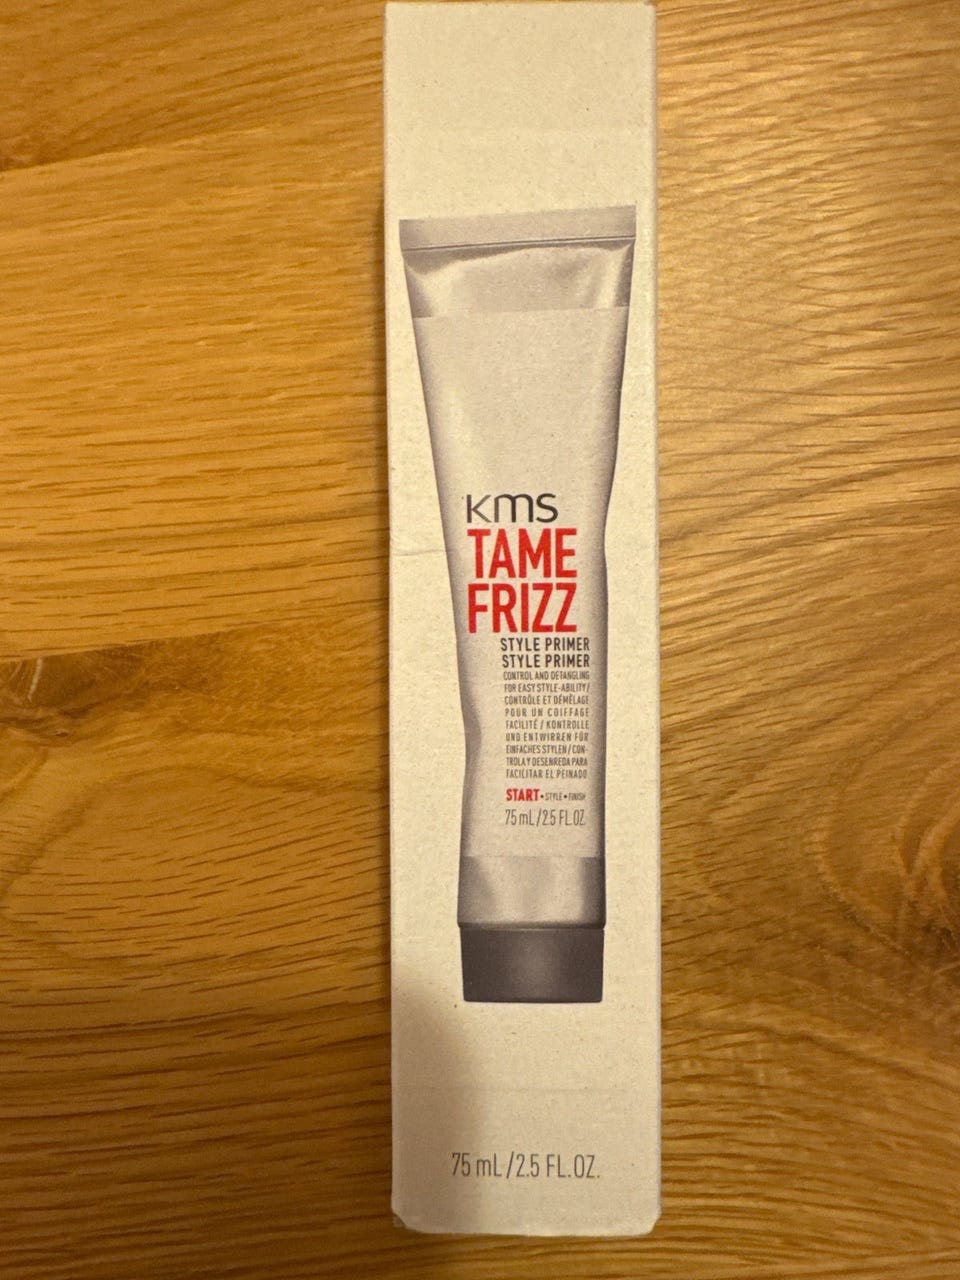 KMS
TAME
FRIZZ
STYLE PRIMER
STYLE PRIMER
CONTROL AND DETANGLING
FOR EASY STYLE-ABILITY/
CONTRÔLE ET DÉMÊLAGE
POUR UN COIFFAGE
FACILITÉ / KONTROLLE
UND ENTWIRREN FÜR
EINFACHES STYLEN / CON-
TROLA Y DESENREDA PARA
FACILITAR EL PEINADO
START • STYLE • FINISH
75 mL/2.5 FL.OZ.
75 mL/2.5 FL.OZ.